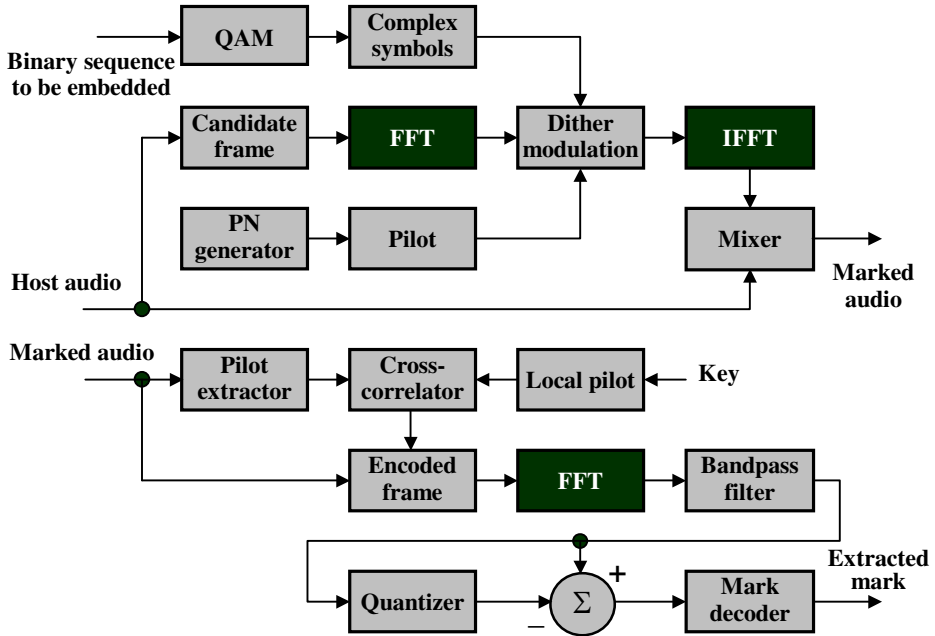 QAM
Complex
symbols
Binary sequence
to be embedded
Candidate
frame
FFT
Dither
modulation
IFFT
PN
generator
Pilot
Mixer
Host audio
Marked
audio
Marked audio
Pilot
extractor
Cross-
correlator
Local pilot
Key
Encoded
frame
FFT
Bandpass
filter
Quantizer
Σ
+
−
Mark
decoder
Extracted
mark